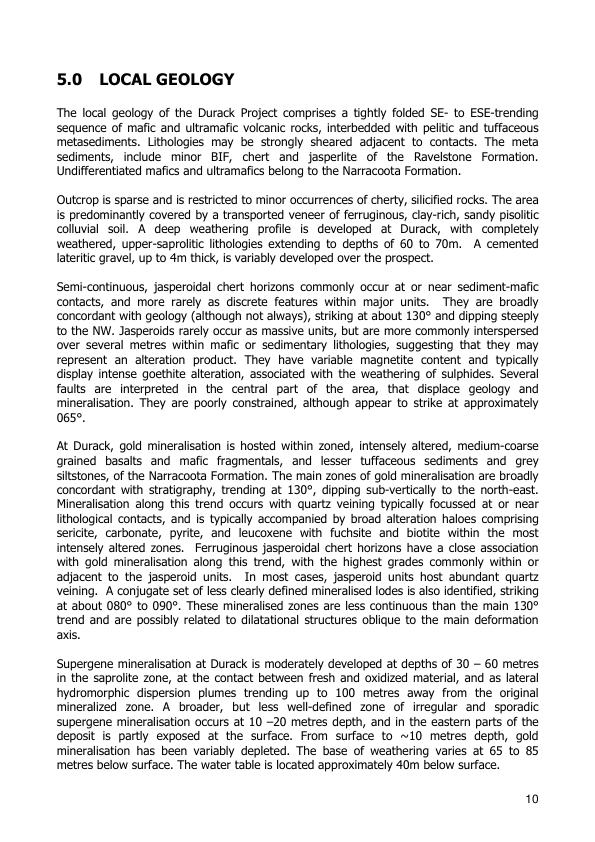 5.0 LOCAL GEOLOGY
The local geology of the Durack Project comprises a tightly folded SE- to ESE-trending
sequence of mafic and ultramafic volcanic rocks, interbedded with pelitic and tuffaceous
metasediments. Lithologies may be strongly sheared adjacent to contacts. The meta
sediments, include minor BIF, chert and jasperlite of the Ravelstone Formation.
Undifferentiated mafics and ultramafics belong to the Narracoota Formation.
Outcrop is sparse and is restricted to minor occurrences of cherty, silicified rocks. The area
is predominantly covered by a transported veneer of ferruginous, clay-rich, sandy pisolitic
colluvial soil. A deep weathering profile is developed at Durack, with completely
weathered, upper-saprolitic lithologies extending to depths of 60 to 70m. A cemented
lateritic gravel, up to 4m thick, is variably developed over the prospect.
Semi-continuous, jasperoidal chert horizons commonly occur at or near sediment-mafic
contacts, and more rarely as discrete features within major units. They are broadly
concordant with geology (although not always), striking at about 130° and dipping steeply
to the NW. Jasperoids rarely occur as massive units, but are more commonly interspersed
over several metres within mafic or sedimentary lithologies, suggesting that they may
represent an alteration product. They have variable magnetite content and typically
display intense goethite alteration, associated with the weathering of sulphides. Several
faults are interpreted in the central part of the area, that displace geology and
mineralisation. They are poorly constrained, although appear to strike at approximately
065°.
At Durack, gold mineralisation is hosted within zoned, intensely altered, medium-coarse
grained basalts and mafic fragmentals, and lesser tuffaceous sediments and grey
siltstones, of the Narracoota Formation. The main zones of gold mineralisation are broadly
concordant with stratigraphy, trending at 130°, dipping sub-vertically to the north-east.
Mineralisation along this trend occurs with quartz veining typically focussed at or near
lithological contacts, and is typically accompanied by broad alteration haloes comprising
sericite, carbonate, pyrite, and leucoxene with fuchsite and biotite within the most
intensely altered zones. Ferruginous jasperoidal chert horizons have a close association
with gold mineralisation along this trend, with the highest grades commonly within or
adjacent to the jasperoid units. In most cases, jasperoid units host abundant quartz
veining. A conjugate set of less clearly defined mineralised lodes is also identified, striking
at about 080° to 090°. These mineralised zones are less continuous than the main 130°
trend and are possibly related to dilatational structures oblique to the main deformation
axis.
Supergene mineralisation at Durack is moderately developed at depths of 30 – 60 metres
in the saprolite zone, at the contact between fresh and oxidized material, and as lateral
hydromorphic dispersion plumes trending up to 100 metres away from the original
mineralized zone. A broader, but less well-defined zone of irregular and sporadic
supergene mineralisation occurs at 10 –20 metres depth, and in the eastern parts of the
deposit is partly exposed at the surface. From surface to ~10 metres depth, gold
mineralisation has been variably depleted. The base of weathering varies at 65 to 85
metres below surface. The water table is located approximately 40m below surface.
10